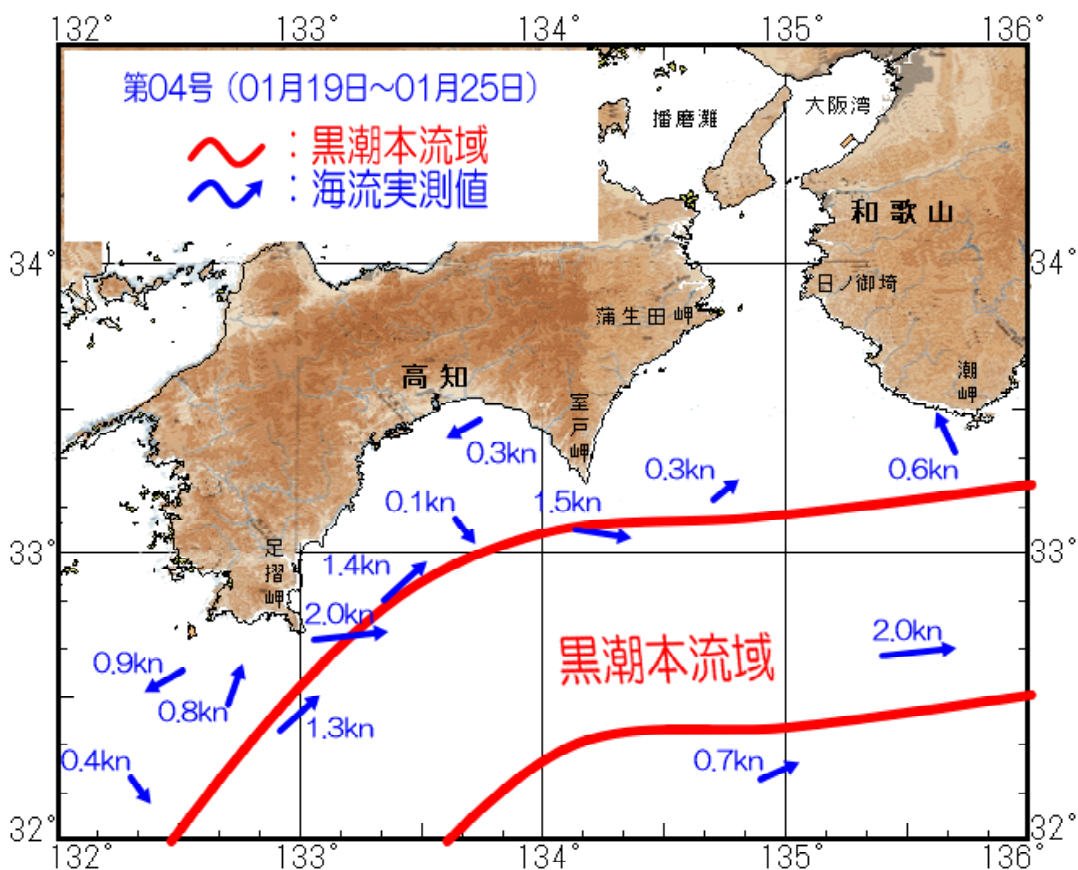 132° 133° 134° 135° 136°
第04号（01月19日～01月25日）
：黒潮本流域
：海流実測値
播磨灘
大阪湾
和歌山
34° 34°
日ノ御埼
蒲生田岬
高知
潮岬
室戸岬
0.3kn
0.6kn
0.3kn
0.1kn
1.5kn
33° 33°
足摺岬
1.4kn
2.0kn
2.0kn
黒潮本流域
0.9kn
0.8kn
1.3kn
0.4kn
0.7kn
32° 32°
132° 133° 134° 135° 136°